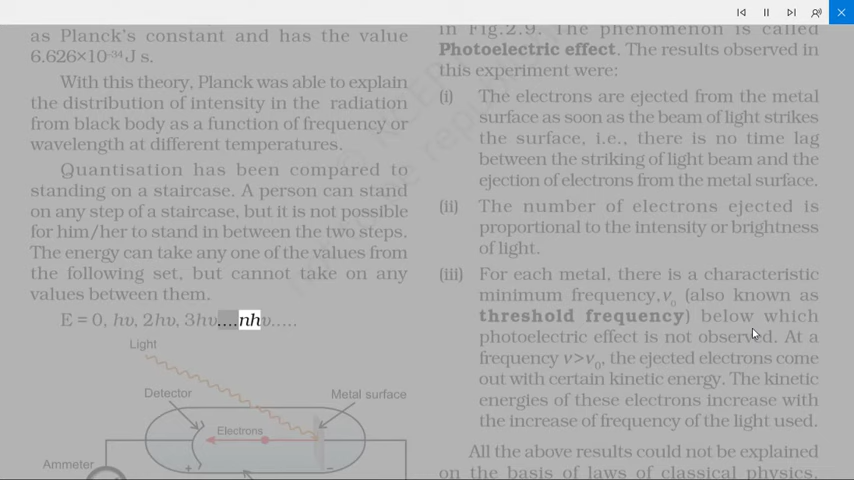 as Planck's constant and has the value
6.626×10⁻³⁴ J s.
With this theory, Planck was able to explain
the distribution of intensity in the radiation
from black body as a function of frequency or
wavelength at different temperatures.
Quantisation has been compared to
standing on a staircase. A person can stand
on any step of a staircase, but it is not possible
for him/her to stand in between the two steps.
The energy can take any one of the values from
the following set, but cannot take on any
values between them.
E = 0, hυ, 2hυ, 3hυ....nhυ.....
Light
Detector
Metal surface
Electrons
+
–
Ammeter
in Fig.2.9. The phenomenon is called
Photoelectric effect. The results observed in
this experiment were:
(i) The electrons are ejected from the metal
surface as soon as the beam of light strikes
the surface, i.e., there is no time lag
between the striking of light beam and the
ejection of electrons from the metal surface.
(ii) The number of electrons ejected is
proportional to the intensity or brightness
of light.
(iii) For each metal, there is a characteristic
minimum frequency, ν₀ (also known as
threshold frequency) below which
photoelectric effect is not observed. At a
frequency ν>ν₀, the ejected electrons come
out with certain kinetic energy. The kinetic
energies of these electrons increase with
the increase of frequency of the light used.
All the above results could not be explained
on the basis of laws of classical physics.